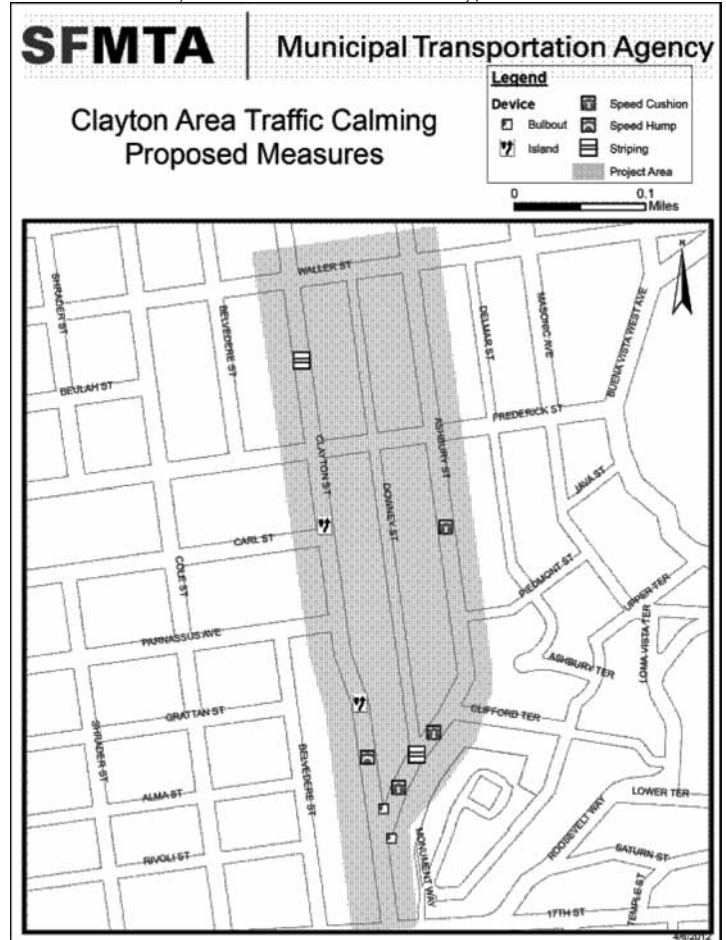 SFMTA
Municipal Transportation Agency
Clayton Area Traffic Calming
Proposed Measures
Legend
Device
Bulbout
Island
Speed Cushion
Speed Hump
Striping
Project Area
0
0.1
Miles
N
WALLER ST
SHRADER ST
BELVEDERE ST
DELMAR ST
MASONIC AVE
BUENA VISTA WEST AVE
BEULAH ST
FREDERICK ST
CLAYTON ST
ASHBURY ST
DOWNEY ST
JAVA ST
CARL ST
COLE ST
PIEDMONT ST
UPPER TER
PARNASSUS AVE
ASHBURY TER
LOMA VISTA TER
GRATTAN ST
CLIFFORD TER
SHRADER ST
BELVEDERE ST
ALMA ST
LOWER TER
ROOSEVELT WAY
MONUMENT WAY
RIVOLI ST
SATURN ST
TEMPLE ST
17TH ST
4/6/2012